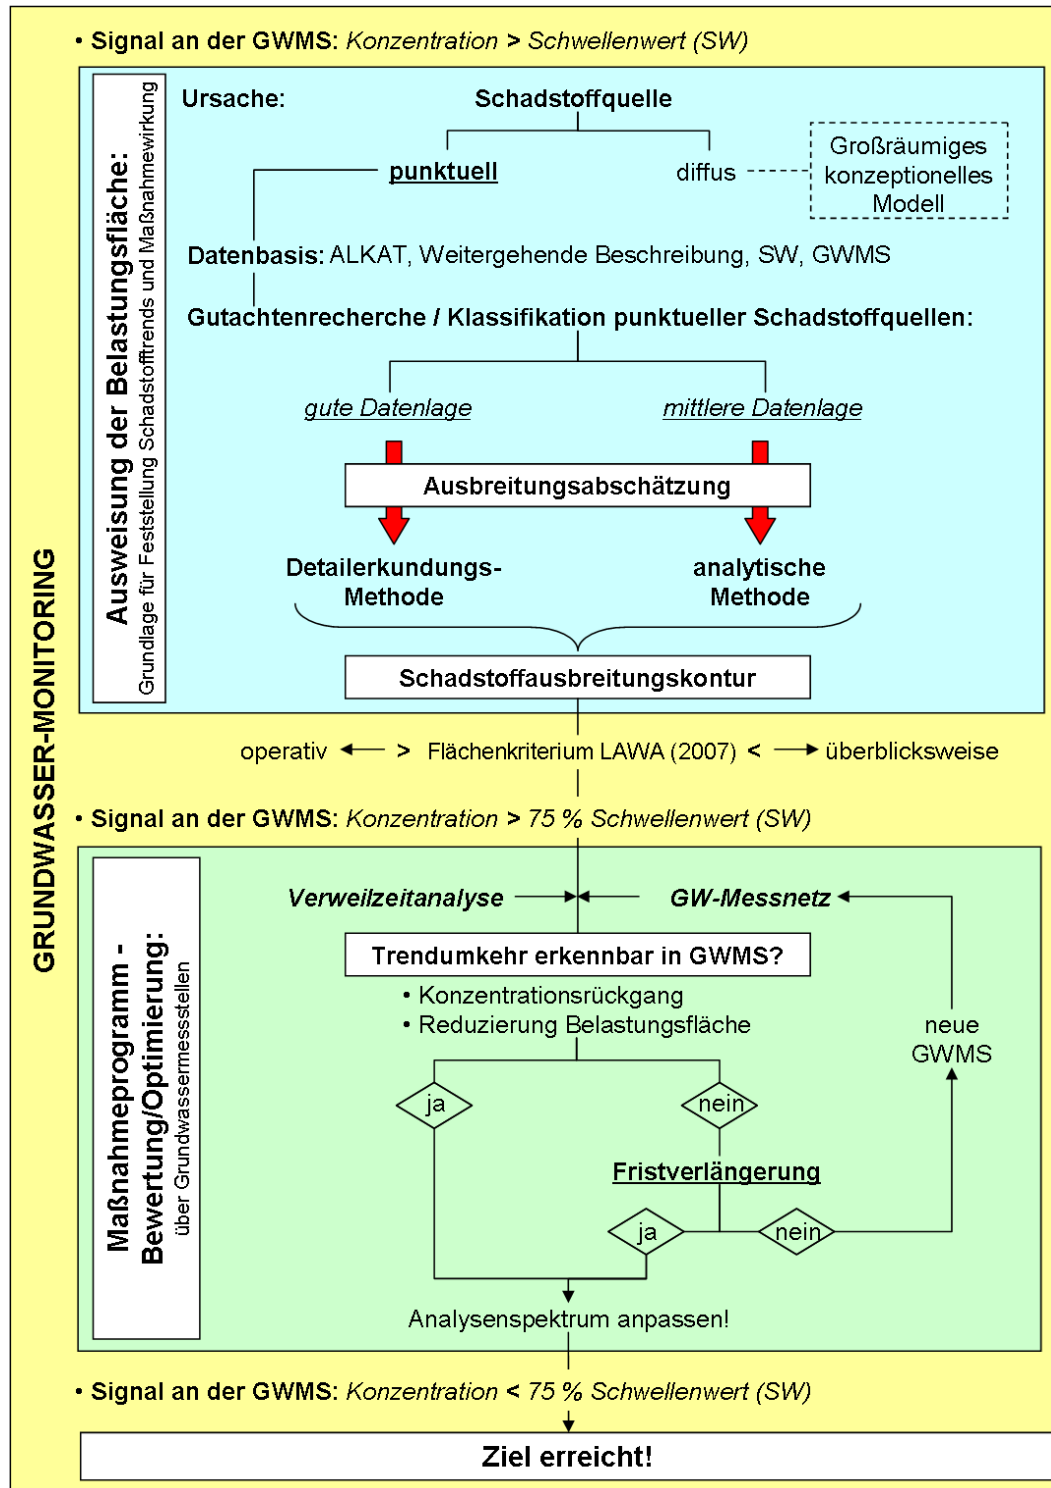 • Signal an der GWMS: Konzentration > Schwellenwert (SW)
GRUNDWASSER-MONITORING
Ausweisung der Belastungsfläche:
Grundlage für Feststellung Schadstofftrends und Maßnahmewirkung
Ursache: Schadstoffquelle
punktuell diffus
Großräumiges
konzeptionelles
Modell
Datenbasis: ALKAT, Weitergehende Beschreibung, SW, GWMS
Gutachtenrecherche / Klassifikation punktueller Schadstoffquellen:
gute Datenlage mittlere Datenlage
Ausbreitungsabschätzung
Detailerkundungs-
Methode
analytische
Methode
Schadstoffausbreitungskontur
operativ > Flächenkriterium LAWA (2007) < überblicksweise
• Signal an der GWMS: Konzentration > 75 % Schwellenwert (SW)
Maßnahmeprogramm -
Bewertung/Optimierung:
über Grundwassermessstellen
Verweilzeitanalyse GW-Messnetz
Trendumkehr erkennbar in GWMS?
• Konzentrationsrückgang
• Reduzierung Belastungsfläche
neue
GWMS
ja nein
Fristverlängerung
ja nein
Analysenspektrum anpassen!
• Signal an der GWMS: Konzentration < 75 % Schwellenwert (SW)
Ziel erreicht!